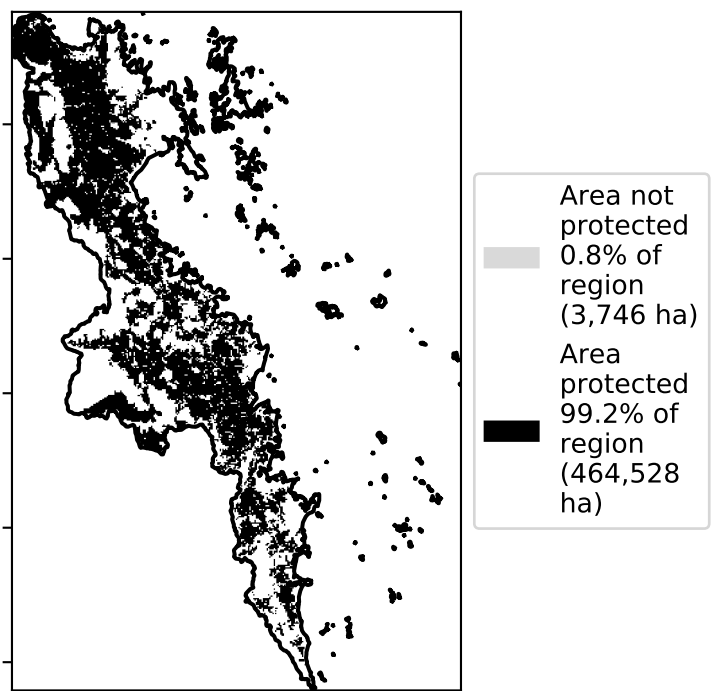 Area not
protected
0.8% of
region
(3,746 ha)
Area
protected
99.2% of
region
(464,528
ha)